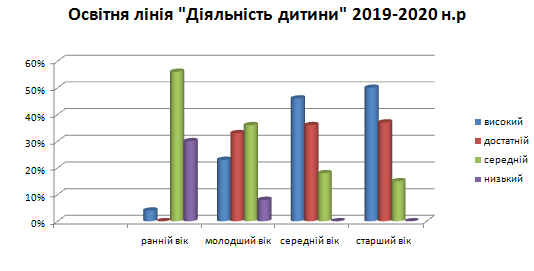 Освітня лінія "Діяльність дитини" 2019-2020 н.р
60%
50%
40%
30%
20%
10%
0%
ранній вік молодший вік середній вік старший вік
високий
достатній
середній
низький